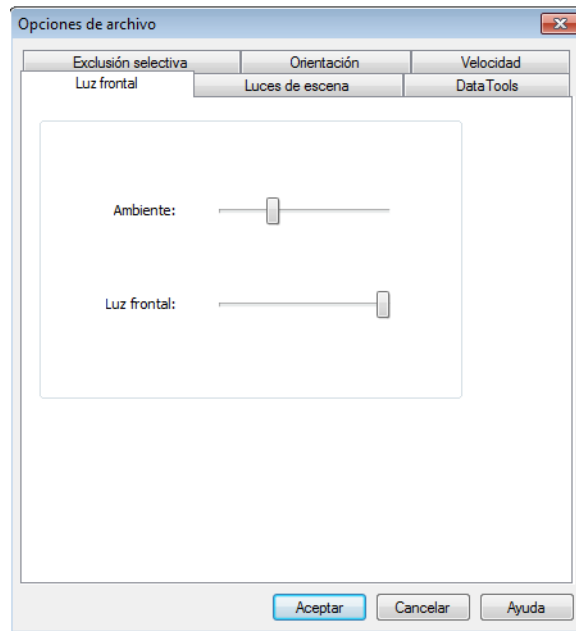 Opciones de archivo
Exclusión selectiva Orientación Velocidad
Luz frontal Luces de escena DataTools
Ambiente:
Luz frontal:
Aceptar Cancelar Ayuda